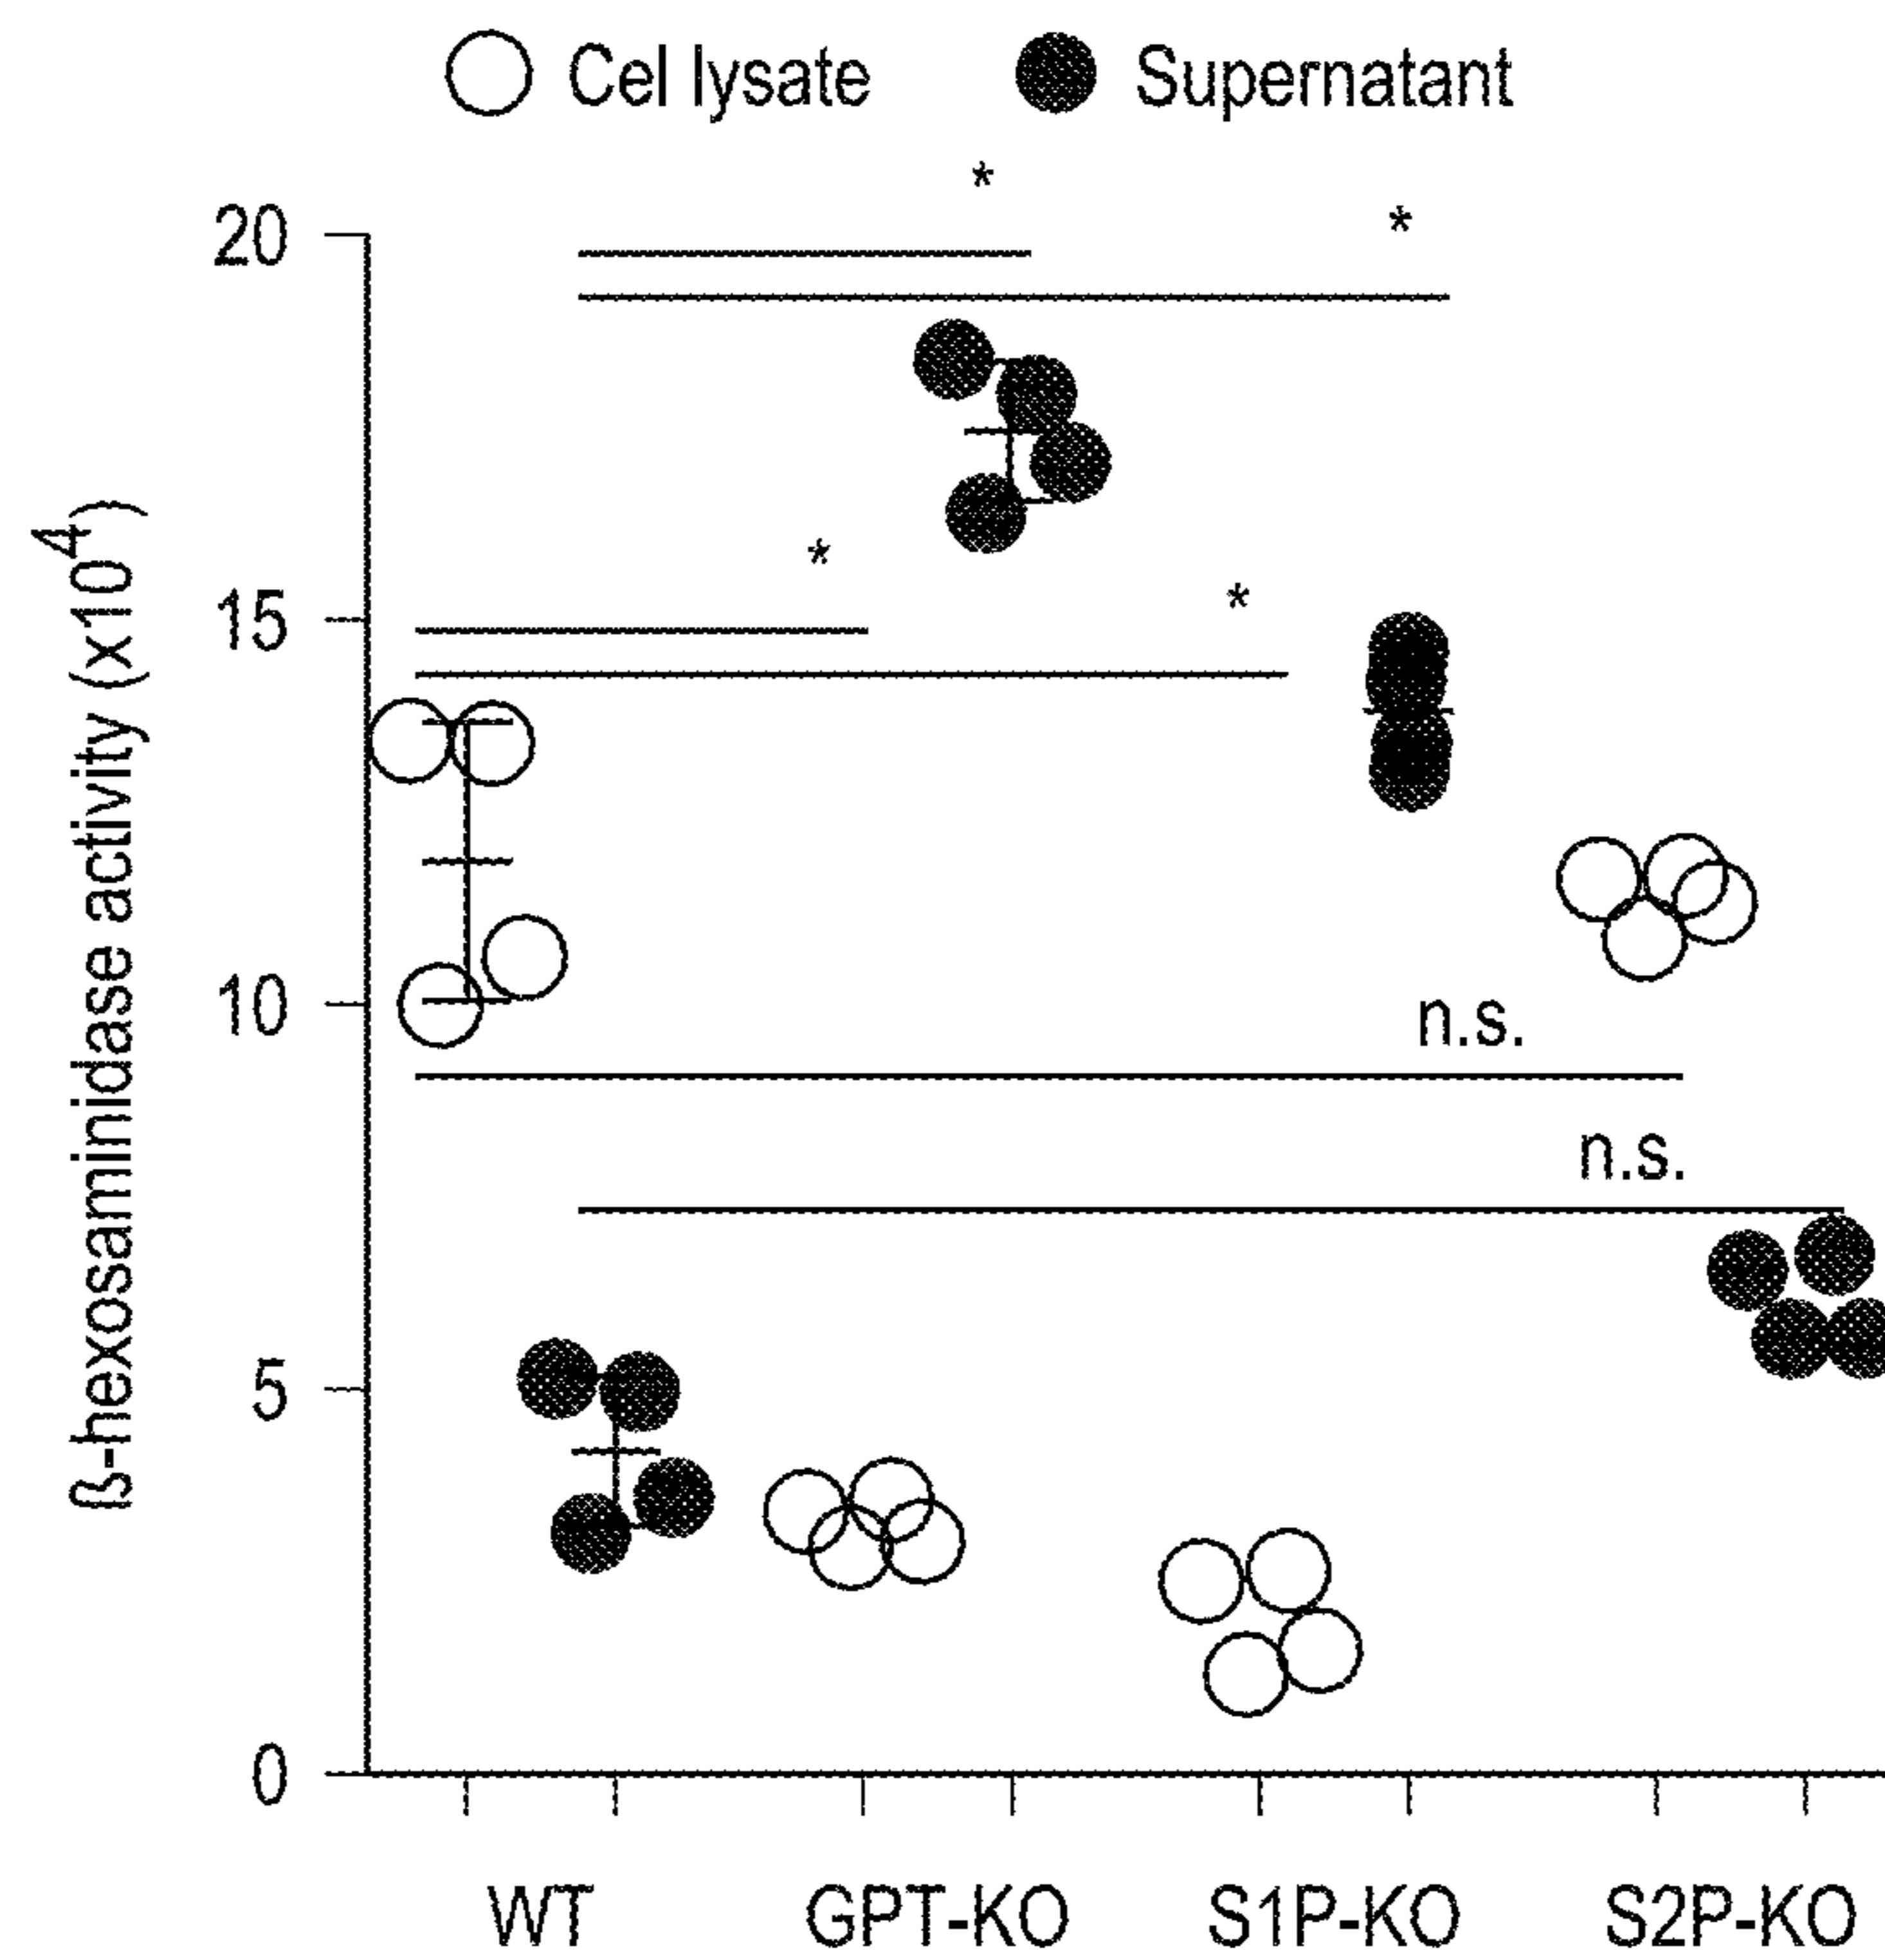 Cel lysate Supernatant
ß-hexosaminidase activity (x10⁴)
20
15
10
5
0
*
*
*
*
n.s.
n.s.
WT GPT-KO S1P-KO S2P-KO